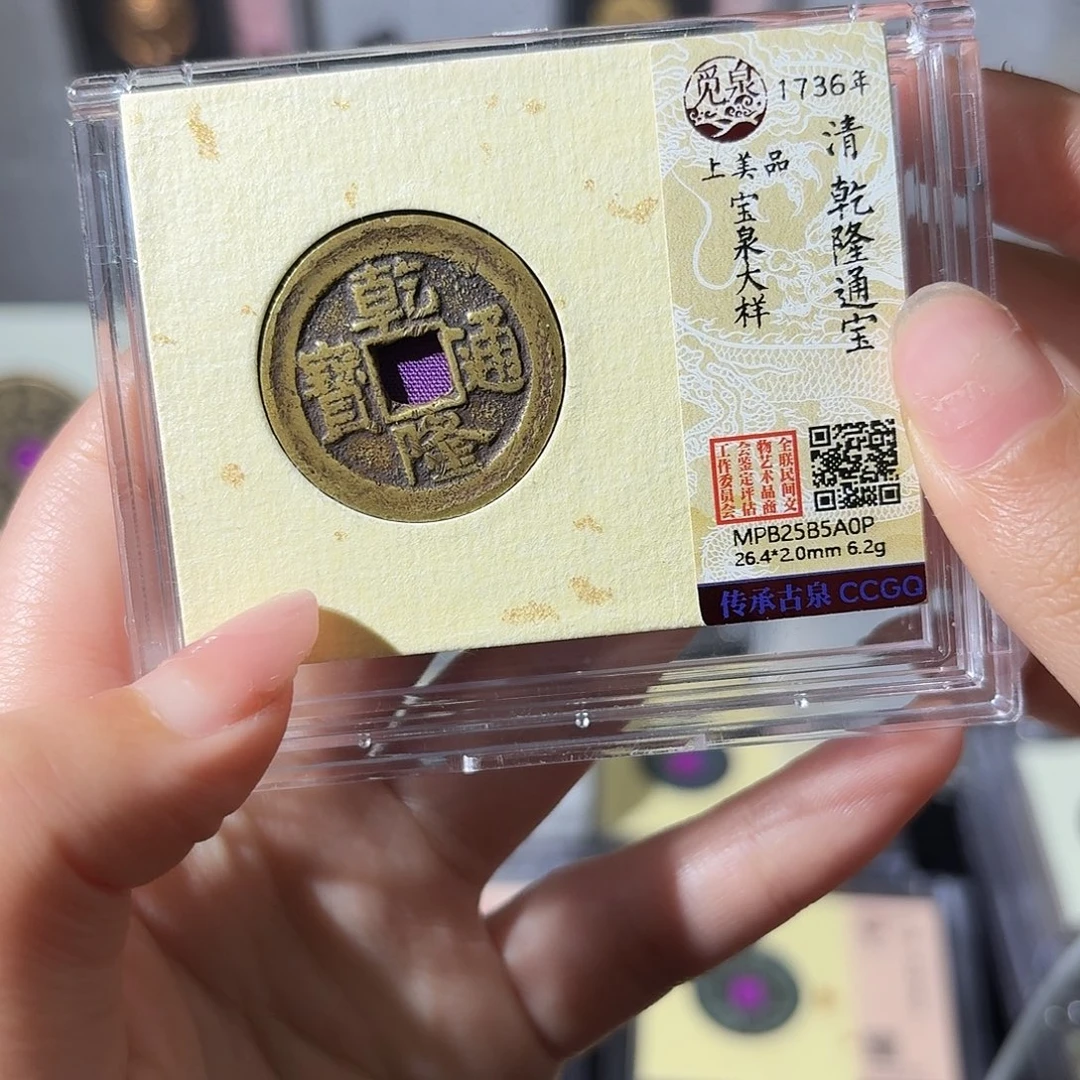 乾隆通寶
觅泉
1736年
清 乾隆通宝
上美品
宝泉大样
全联民间文
物艺术品商
会鉴定评估
工作委员会
MPB25B5A0P
26.4*2.0mm 6.2g
传承古泉 CCGQ